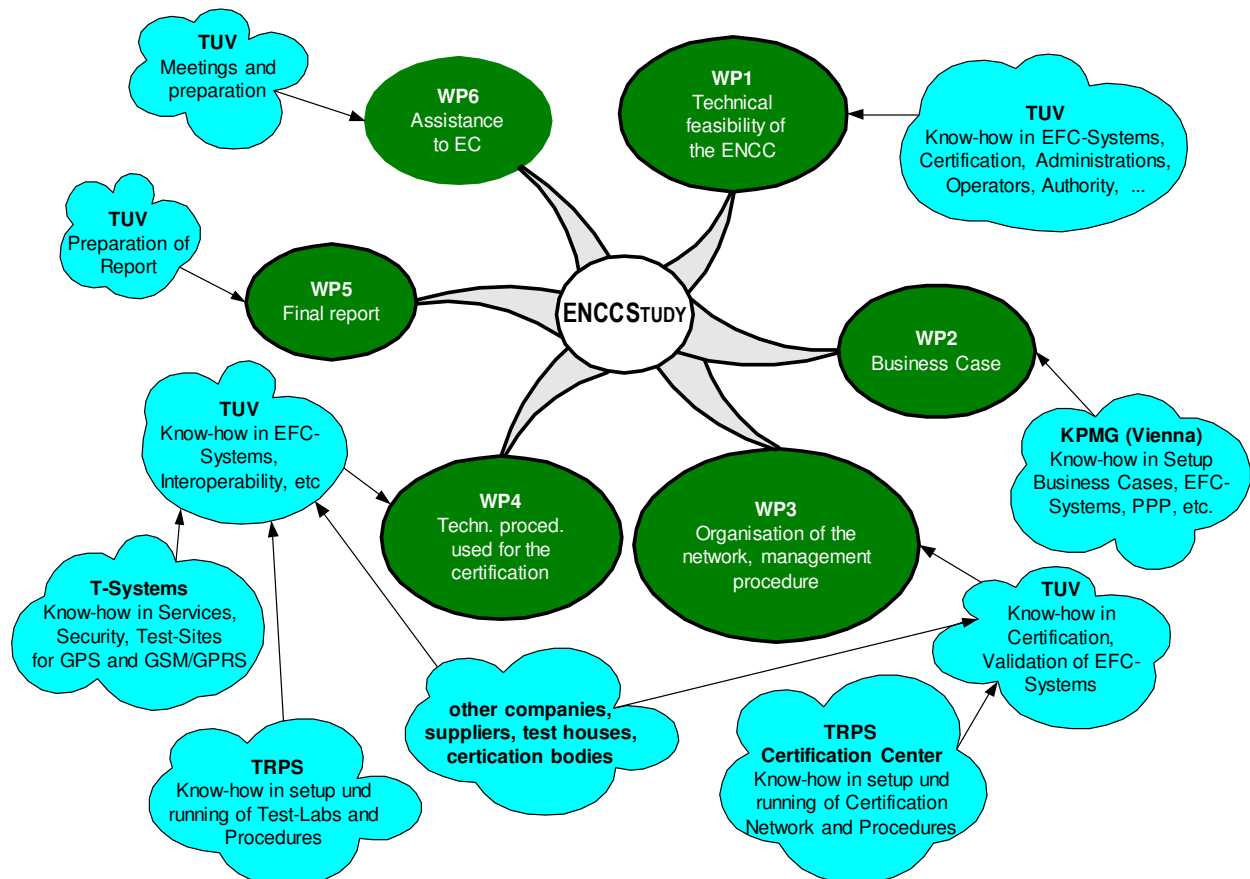 TUV
Meetings and
preparation
WP6
Assistance
to EC
WP1
Technical
feasibility of
the ENCC
TUV
Know-how in EFC-Systems,
Certification, Administrations,
Operators, Authority, ...
TUV
Preparation of
Report
WP5
Final report
ENCCSTUDY
WP2
Business Case
KPMG (Vienna)
Know-how in Setup
Business Cases, EFC-
Systems, PPP, etc.
TUV
Know-how in EFC-
Systems,
Interoperability, etc
WP4
Techn. proced.
used for the
certification
WP3
Organisation of the
network, management
procedure
TUV
Know-how in
Certification,
Validation of EFC-
Systems
T-Systems
Know-how in Services,
Security, Test-Sites
for GPS and GSM/GPRS
TRPS
Know-how in setup und
running of Test-Labs and
Procedures
other companies,
suppliers, test houses,
certication bodies
TRPS
Certification Center
Know-how in setup und
running of Certification
Network and Procedures